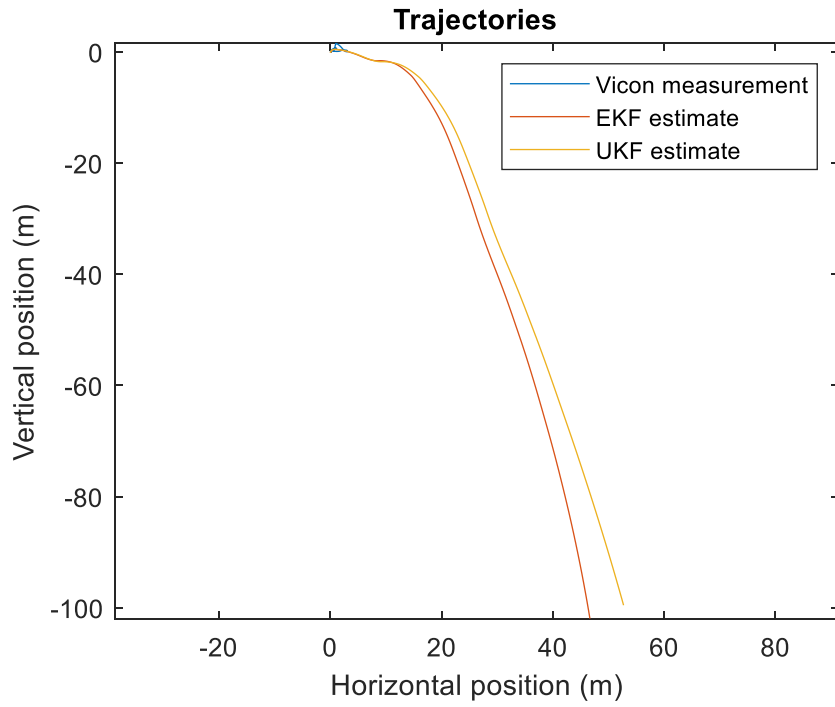 Trajectories
Vicon measurement
EKF estimate
UKF estimate
0
-20
-40
-60
-80
-100
Vertical position (m)
-20
0
20
40
60
80
Horizontal position (m)